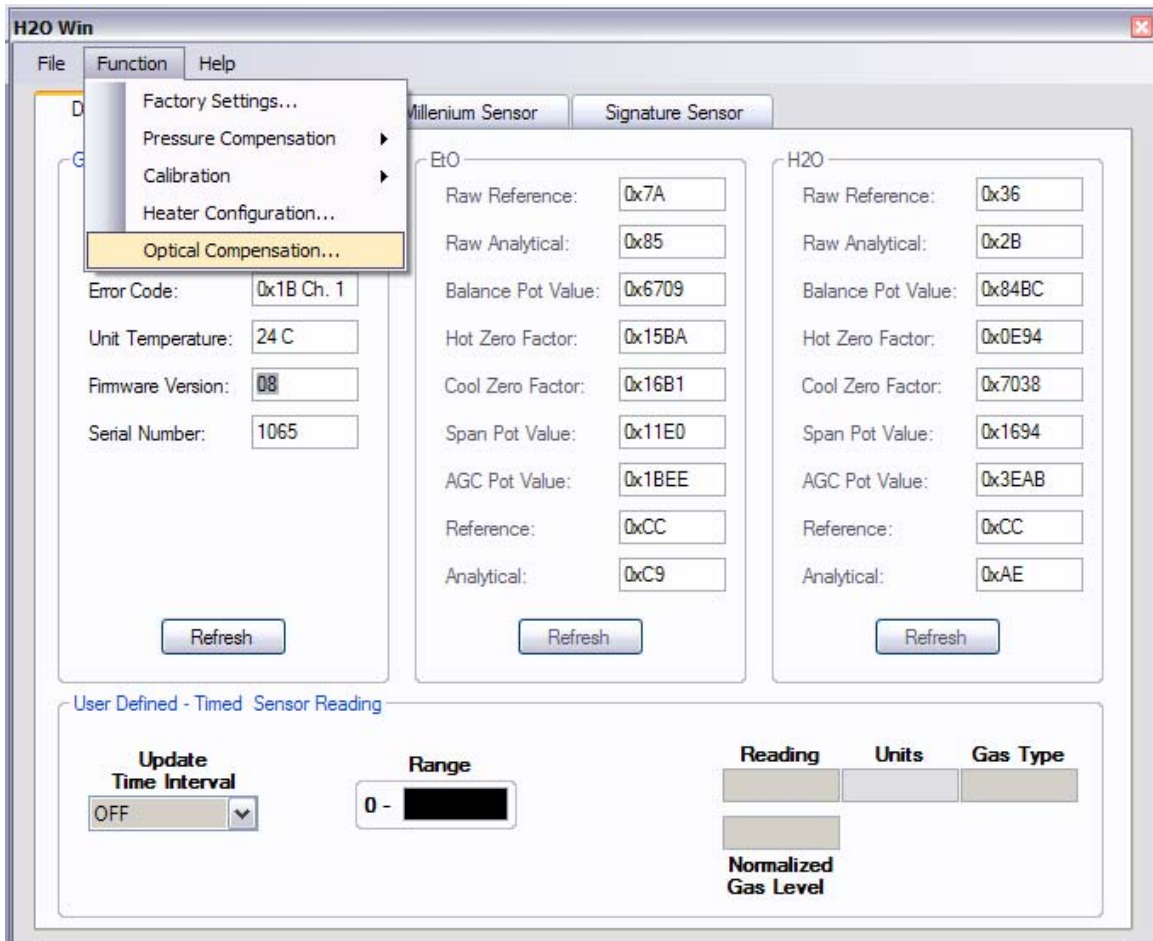 H2O Win
File Function Help
Factory Settings...
Pressure Compensation
Calibration
Heater Configuration...
Optical Compensation...
D
Millenium Sensor
Signature Sensor
G
Error Code: 0x1B Ch. 1
Unit Temperature: 24 C
Firmware Version: 08
Serial Number: 1065
Refresh
EtO
Raw Reference: 0x7A
Raw Analytical: 0x85
Balance Pot Value: 0x6709
Hot Zero Factor: 0x15BA
Cool Zero Factor: 0x16B1
Span Pot Value: 0x11E0
AGC Pot Value: 0x1BEE
Reference: 0xCC
Analytical: 0xC9
Refresh
H2O
Raw Reference: 0x36
Raw Analytical: 0x2B
Balance Pot Value: 0x84BC
Hot Zero Factor: 0x0E94
Cool Zero Factor: 0x7038
Span Pot Value: 0x1694
AGC Pot Value: 0x3EAB
Reference: 0xCC
Analytical: 0xAE
Refresh
User Defined - Timed Sensor Reading
Update
Time Interval
OFF
Range
0 -
Reading Units Gas Type
Normalized
Gas Level